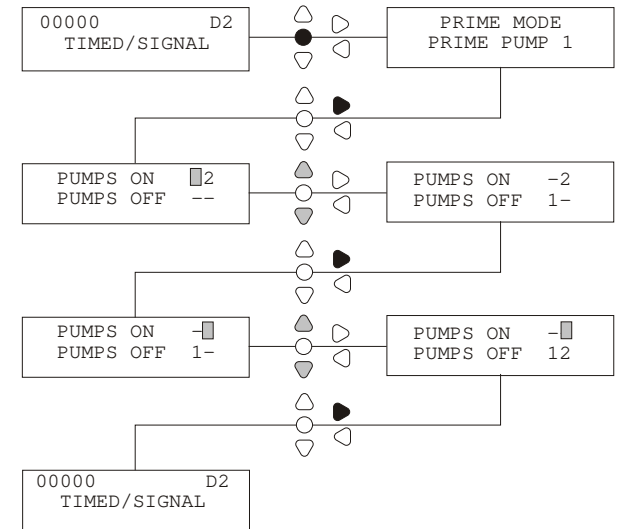 00000 D2
TIMED/SIGNAL
PRIME MODE
PRIME PUMP 1
PUMPS ON 2
PUMPS OFF --
PUMPS ON -2
PUMPS OFF 1-
PUMPS ON -
PUMPS OFF 1-
PUMPS ON -
PUMPS OFF 12
00000 D2
TIMED/SIGNAL